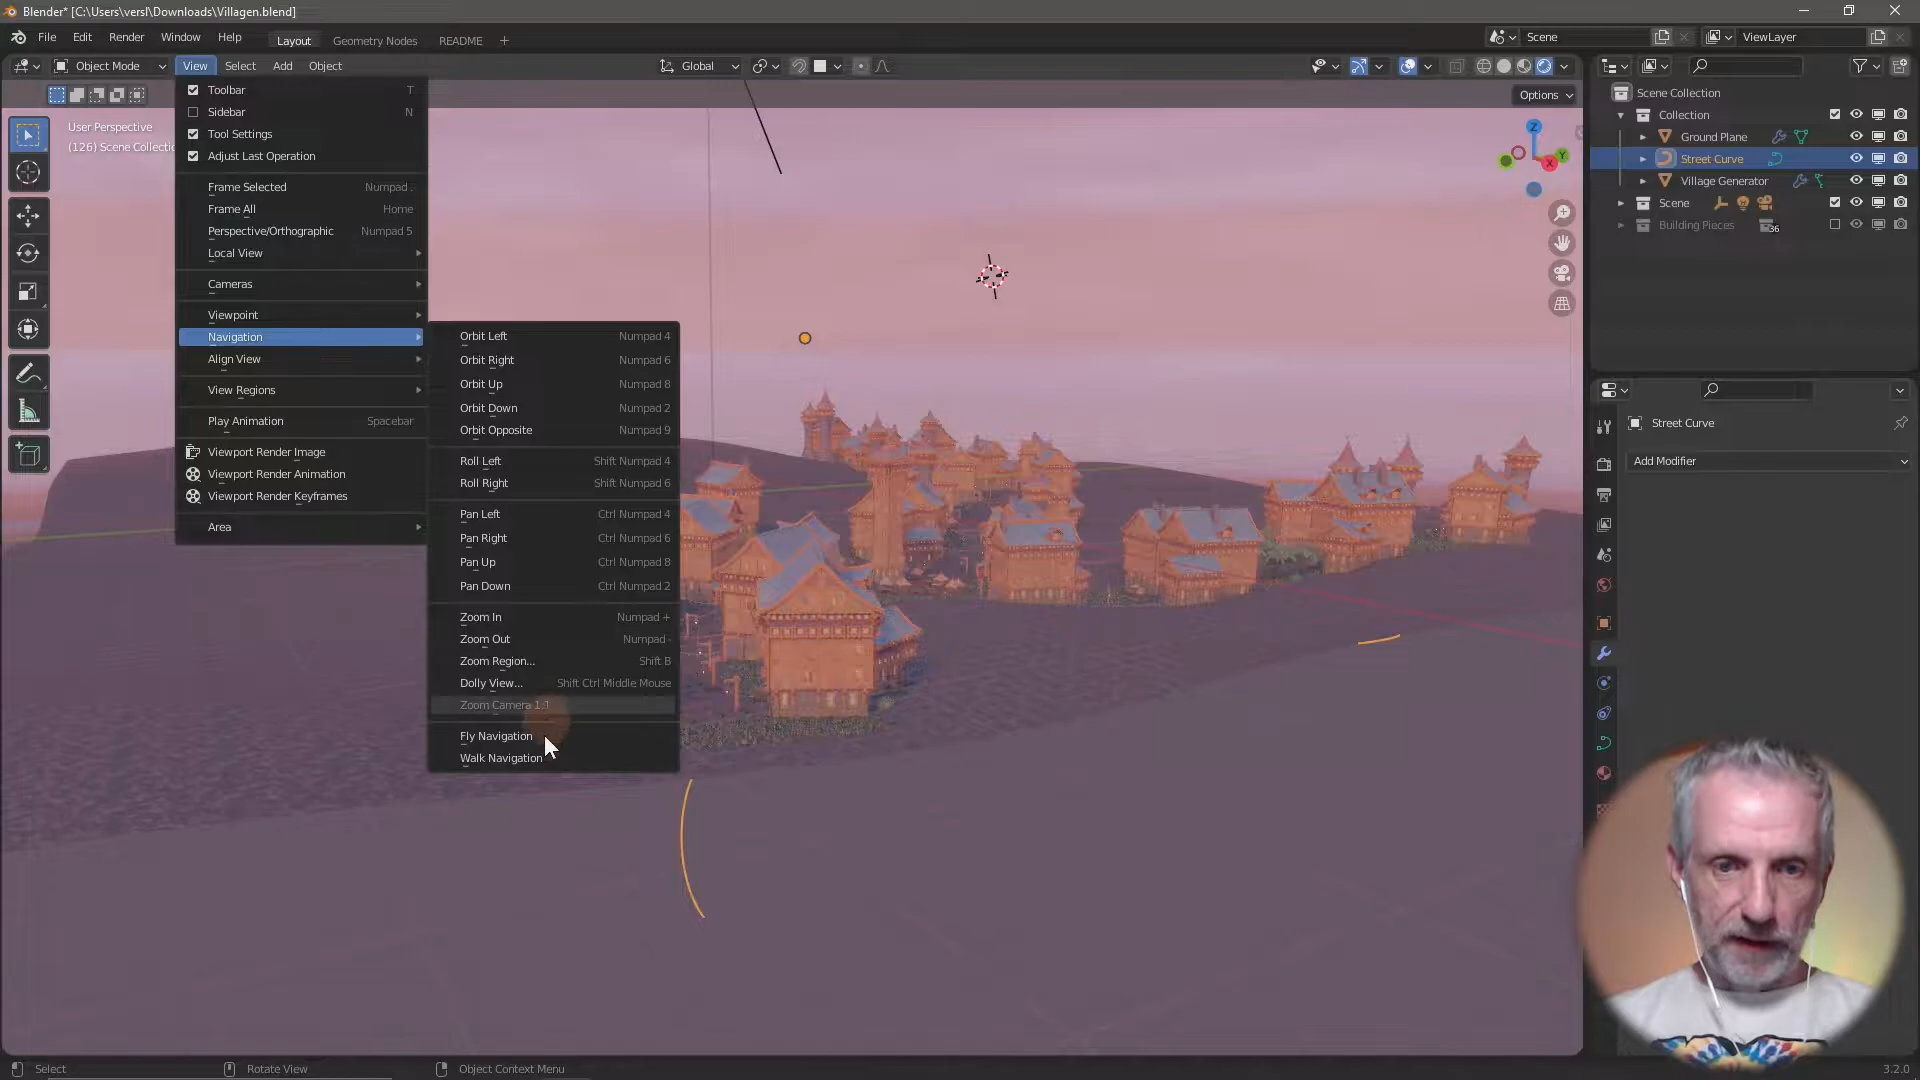 Blender* [C:\Users\versl\Downloads\Villagen.blend]
File Edit Render Window Help Layout Geometry Nodes README + Scene ViewLayer
Object Mode View Select Add Object Global
Options
User Perspective
(126) Scene Collectio
Toolbar T
Sidebar N
Tool Settings
Adjust Last Operation
Frame Selected Numpad .
Frame All Home
Perspective/Orthographic Numpad 5
Local View
Cameras
Viewpoint
Navigation
Align View
View Regions
Play Animation Spacebar
Viewport Render Image
Viewport Render Animation
Viewport Render Keyframes
Area
Orbit Left Numpad 4
Orbit Right Numpad 6
Orbit Up Numpad 8
Orbit Down Numpad 2
Orbit Opposite Numpad 9
Roll Left Shift Numpad 4
Roll Right Shift Numpad 6
Pan Left Ctrl Numpad 4
Pan Right Ctrl Numpad 6
Pan Up Ctrl Numpad 8
Pan Down Ctrl Numpad 2
Zoom In Numpad +
Zoom Out Numpad -
Zoom Region... Shift B
Dolly View... Shift Ctrl Middle Mouse
Zoom Camera 1:1
Fly Navigation
Walk Navigation
Z
Y
X
Scene Collection
Collection
Ground Plane
Street Curve
Village Generator
Scene
Building Pieces 36
Street Curve
Add Modifier
Select Rotate View Object Context Menu 3.2.0